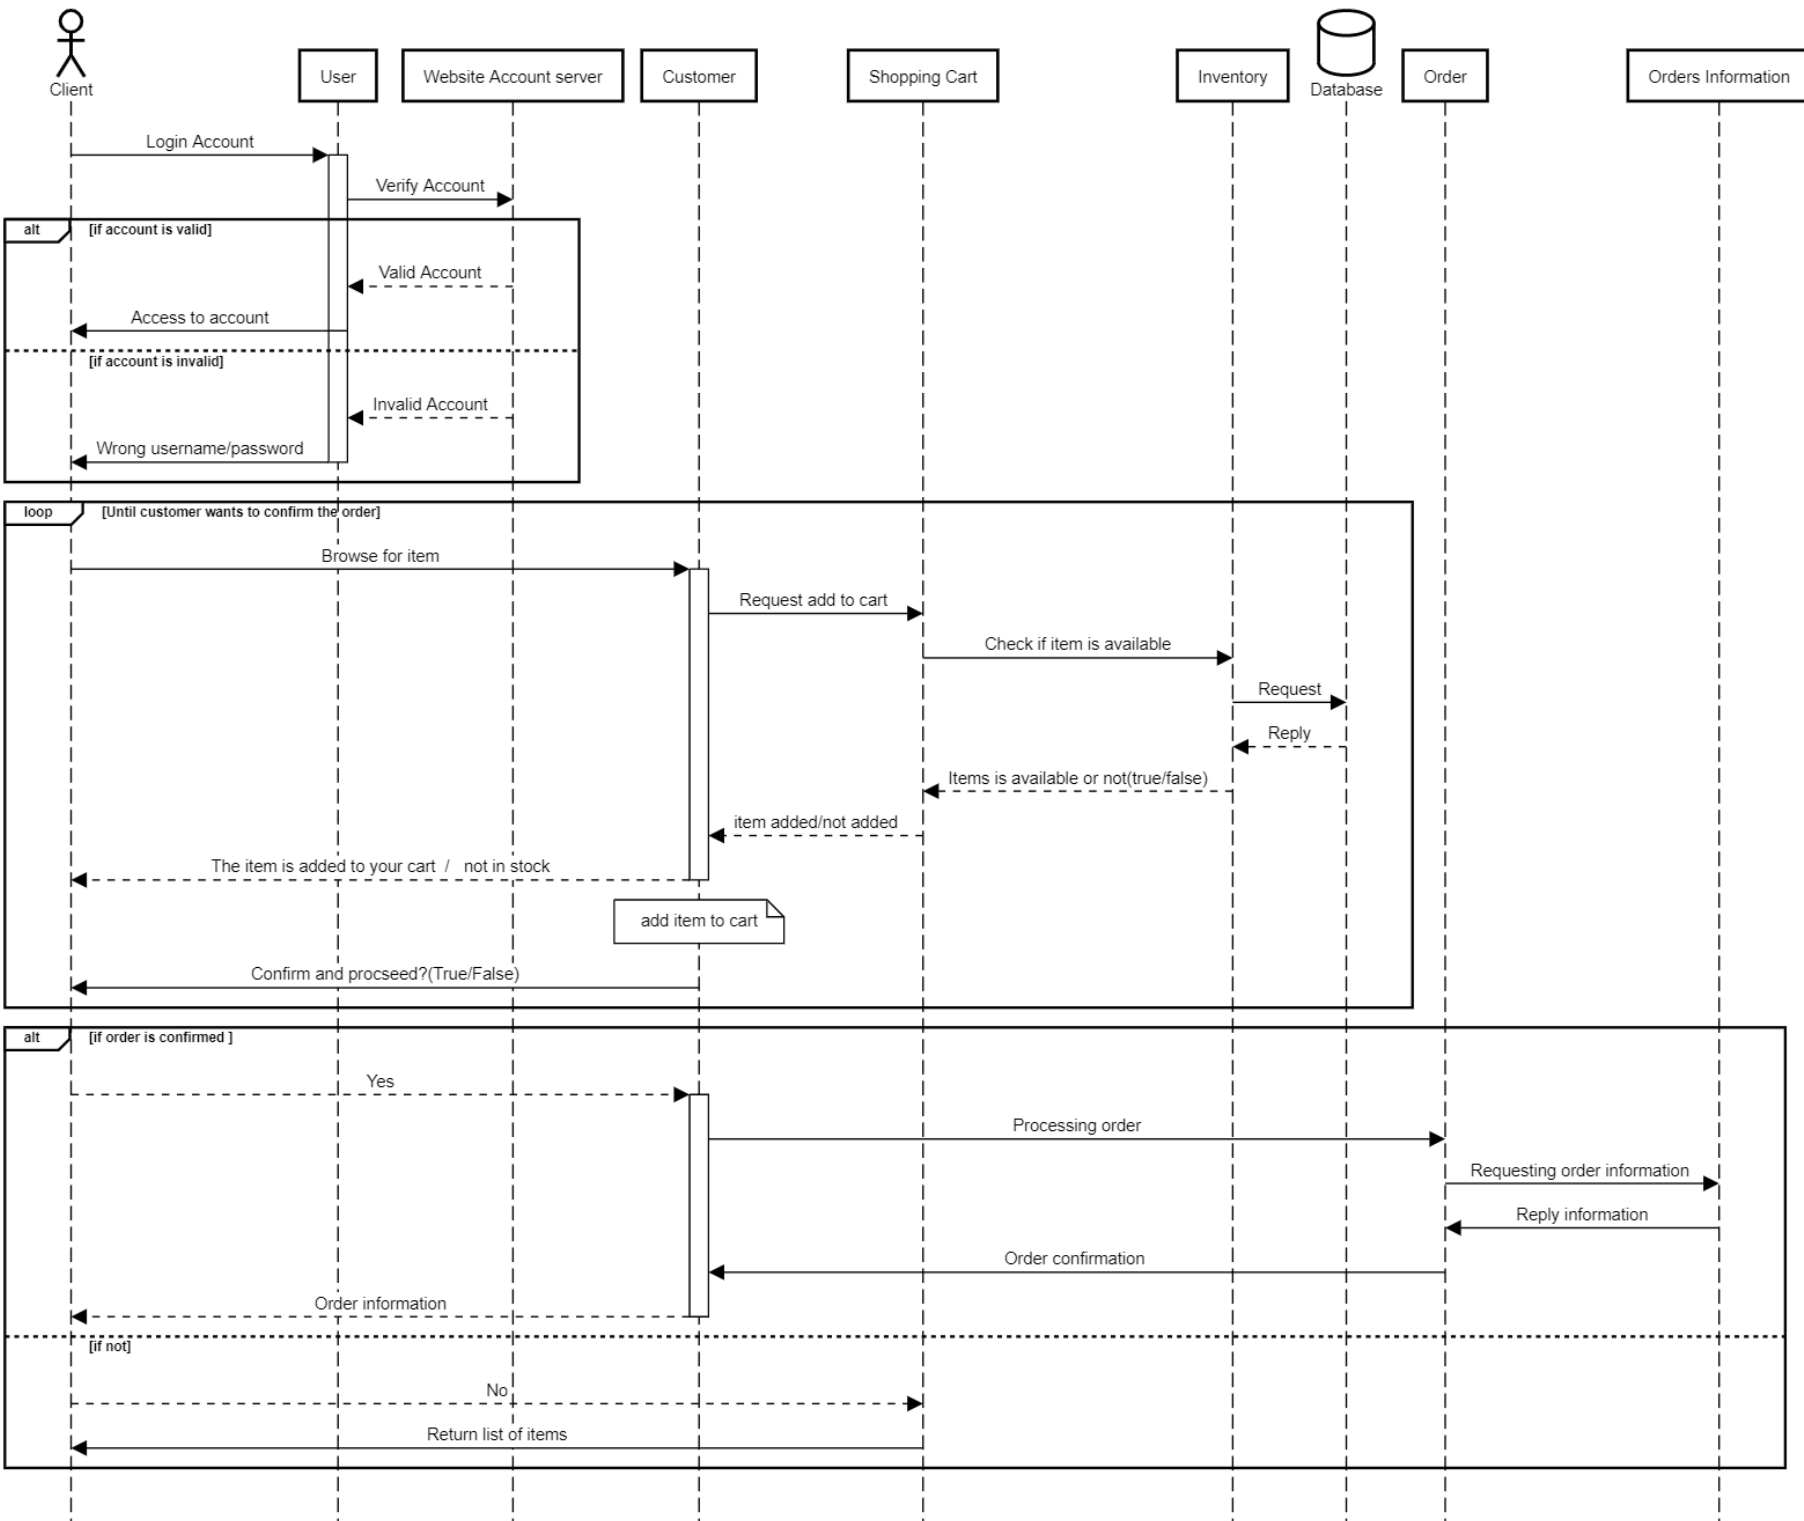 Client
User
Website Account server
Customer
Shopping Cart
Inventory
Database
Order
Orders Information
Login Account
Verify Account
alt
[if account is valid]
Valid Account
Access to account
[if account is invalid]
Invalid Account
Wrong username/password
loop
[Until customer wants to confirm the order]
Browse for item
Request add to cart
Check if item is available
Request
Reply
Items is available or not(true/false)
item added/not added
The item is added to your cart / not in stock
add item to cart
Confirm and procseed?(True/False)
alt
[if order is confirmed ]
Yes
Processing order
Requesting order information
Reply information
Order confirmation
Order information
[if not]
No
Return list of items